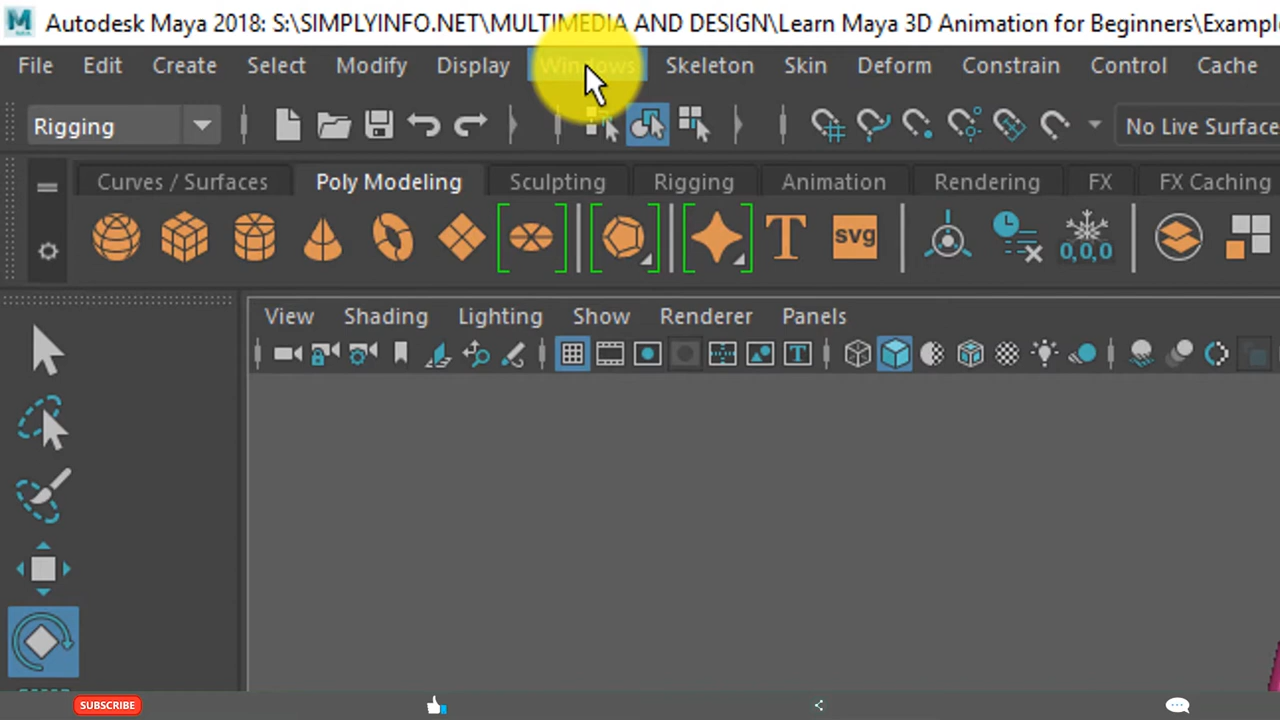 Autodesk Maya 2018: S:\SIMPLYINFO.NET\MULTIMEDIA AND DESIGN\Learn Maya 3D Animation for Beginners\Example
File Edit Create Select Modify Display Windows Skeleton Skin Deform Constrain Control Cache
Rigging No Live Surface
Curves / Surfaces Poly Modeling Sculpting Rigging Animation Rendering FX FX Caching
T svg 0,0,0
View Shading Lighting Show Renderer Panels
T
SUBSCRIBE